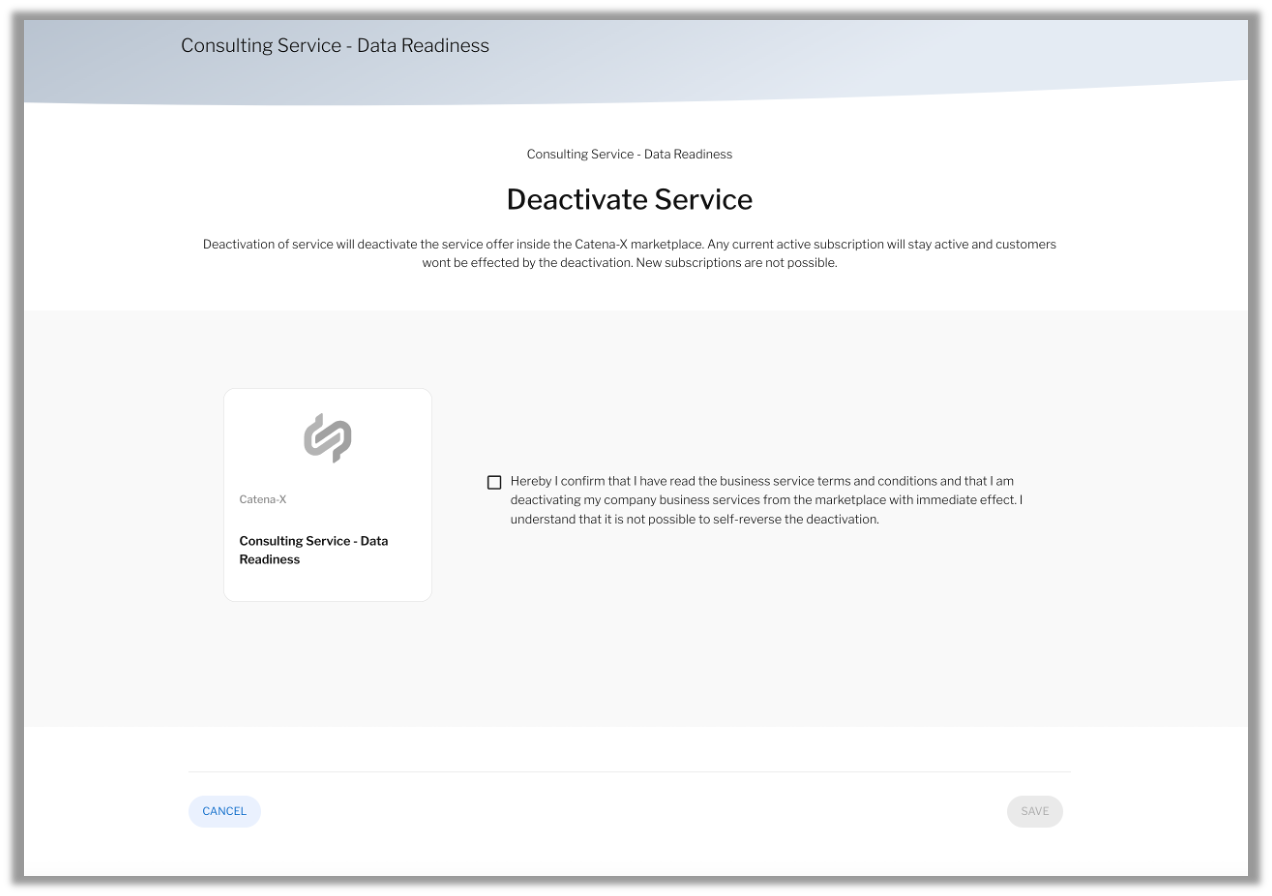 Consulting Service - Data Readiness
Consulting Service - Data Readiness
Deactivate Service
Deactivation of service will deactivate the service offer inside the Catena-X marketplace. Any current active subscription will stay active and customers
wont be effected by the deactivation. New subscriptions are not possible.
Catena-X
Consulting Service - Data
Readiness
Hereby I confirm that I have read the business service terms and conditions and that I am
deactivating my company business services from the marketplace with immediate effect. I
understand that it is not possible to self-reverse the deactivation.
CANCEL
SAVE